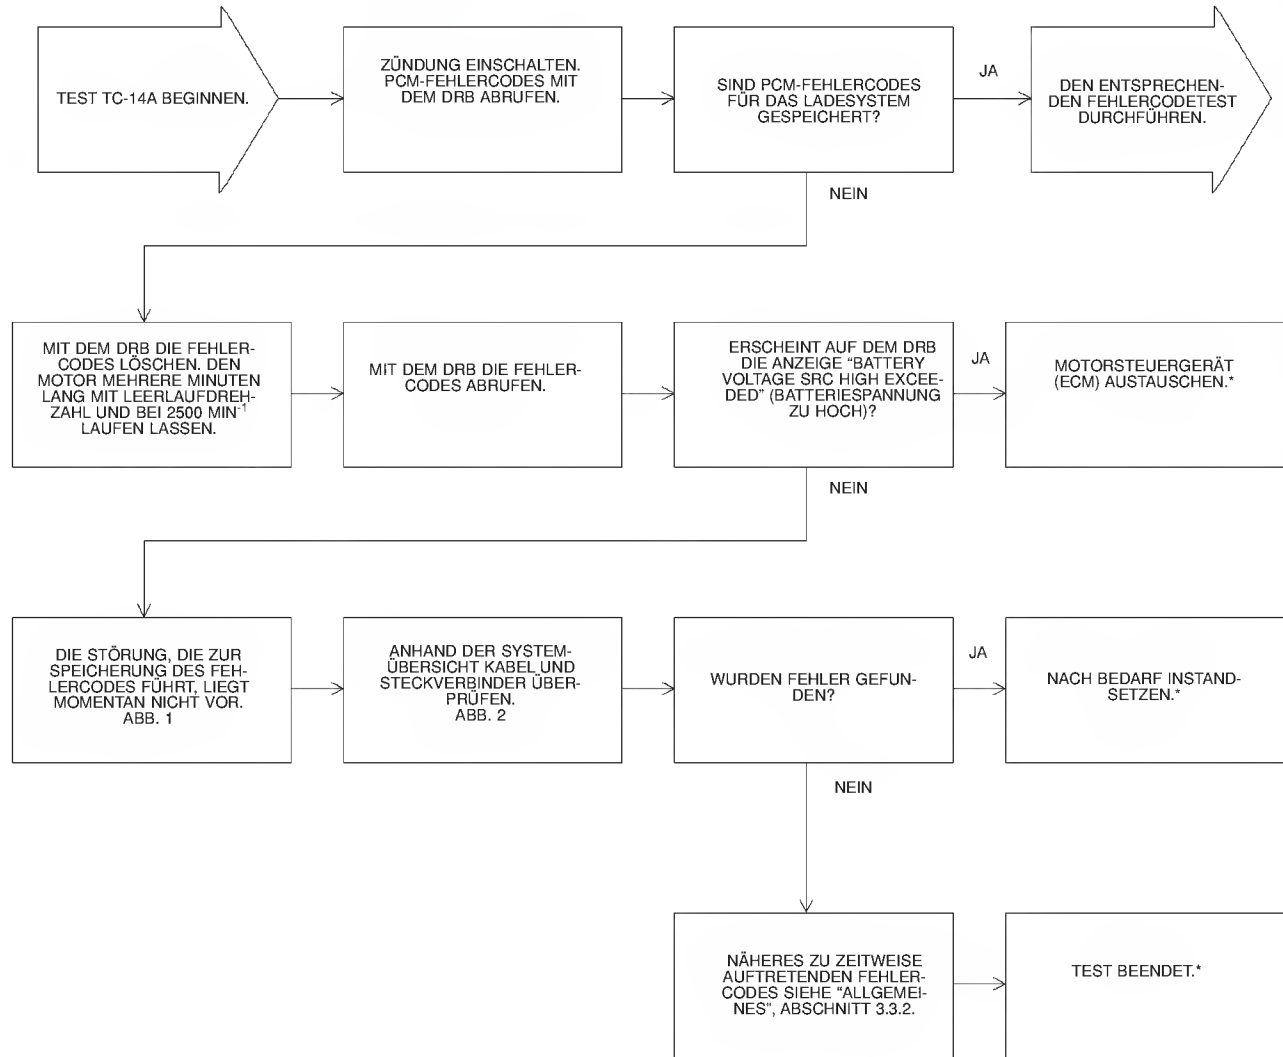 TEST TC-14A BEGINNEN.
ZÜNDUNG EINSCHALTEN.
PCM-FEHLERCODES MIT
DEM DRB ABRUFEN.
SIND PCM-FEHLERCODES
FÜR DAS LADESYSTEM
GESPEICHERT?
JA
DEN ENTSPRECHEN-
DEN FEHLERCODETEST
DURCHFÜHREN.
NEIN
MIT DEM DRB DIE FEHLER-
CODES LÖSCHEN. DEN
MOTOR MEHRERE MINUTEN
LANG MIT LEERLAUFDREH-
ZAHL UND BEI 2500 MIN⁻¹
LAUFEN LASSEN.
MIT DEM DRB DIE FEHLER-
CODES ABRUFEN.
ERSCHEINT AUF DEM DRB
DIE ANZEIGE “BATTERY
VOLTAGE SRC HIGH EXCEE-
DED” (BATTERIESPANNUNG
ZU HOCH)?
JA
MOTORSTEUERGERÄT
(ECM) AUSTAUSCHEN.*
NEIN
DIE STÖRUNG, DIE ZUR
SPEICHERUNG DES FEH-
LERCODES FÜHRT, LIEGT
MOMENTAN NICHT VOR.
ABB. 1
ANHAND DER SYSTEM-
ÜBERSICHT KABEL UND
STECKVERBINDER ÜBER-
PRÜFEN.
ABB. 2
WURDEN FEHLER GEFUN-
DEN?
JA
NACH BEDARF INSTAND-
SETZEN.*
NEIN
NÄHERES ZU ZEITWEISE
AUFTRETENDEN FEHLER-
CODES SIEHE “ALLGEMEI-
NES”, ABSCHNITT 3.3.2.
TEST BEENDET.*